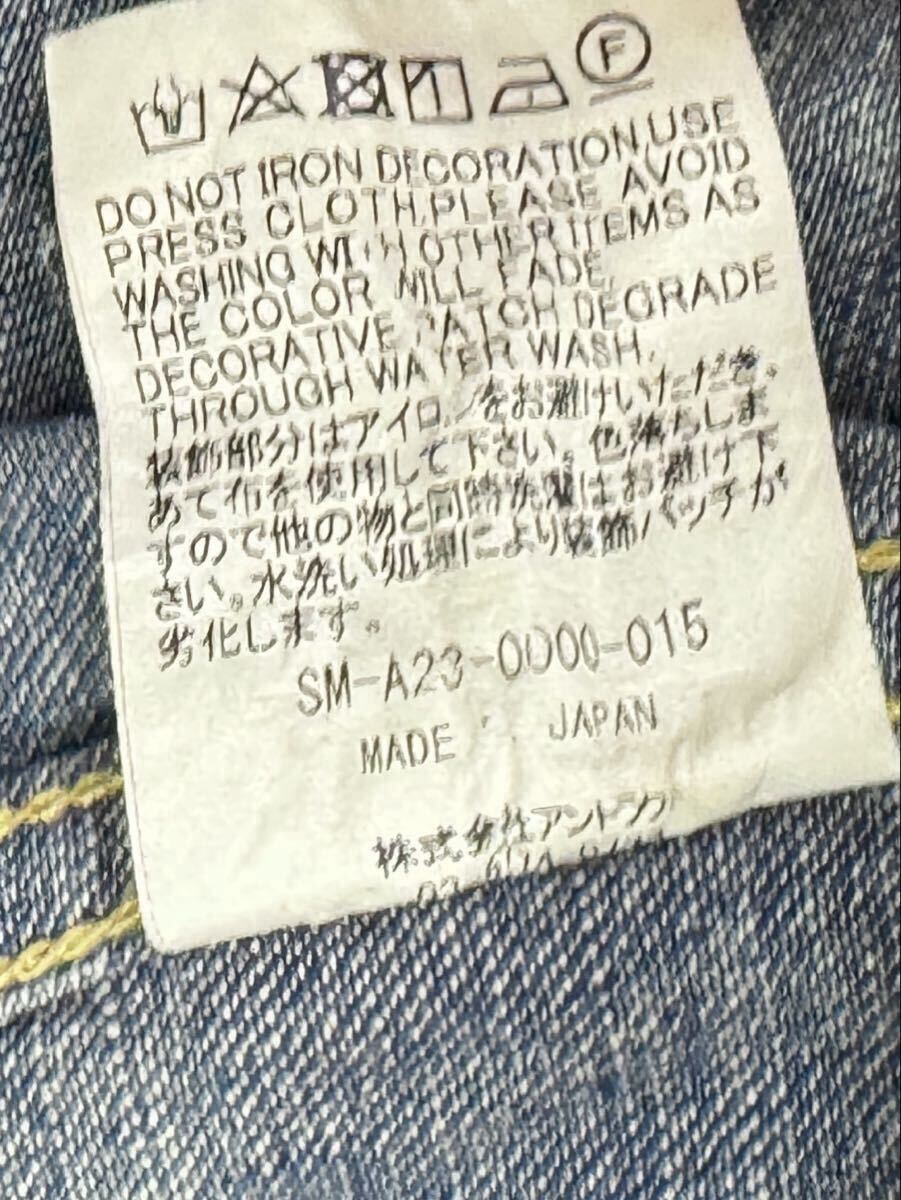 F
DO NOT IRON DECORATION,USE
PRESS CLOTH.PLEASE AVOID
WASHING WITH OTHER ITEMS AS
THE COLOR WILL FADE.
DECORATIVE PATCH DEGRADE
THROUGH WATER WASH.
装飾部分はアイロンをお避けいただき、
あて布を使用して下さい。色落ちしま
すので他の物と同時洗濯はお避け下
さい。水洗い処理により装飾パッチが
劣化します。
SM-A23-0000-015
MADE JAPAN
株式会社アントラク